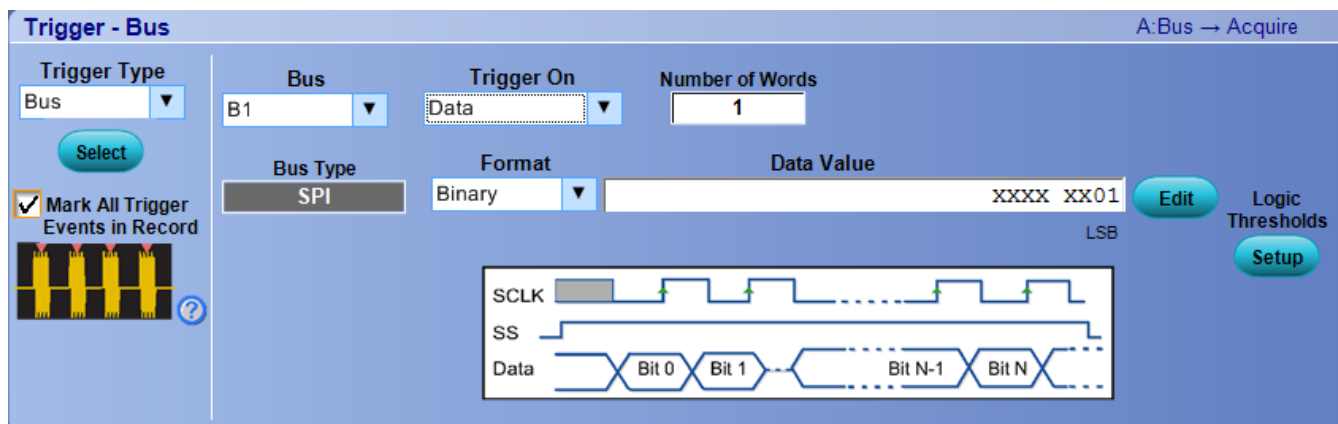 Trigger - Bus
A:Bus → Acquire
Trigger Type
Bus
Select
Mark All Trigger
Events in Record
?
Bus
B1
Trigger On
Data
Number of Words
1
Bus Type
SPI
Format
Binary
Data Value
XXXX XX01
LSB
Edit
Logic
Thresholds
Setup
SCLK
SS
Data
Bit 0
Bit 1
Bit N-1
Bit N